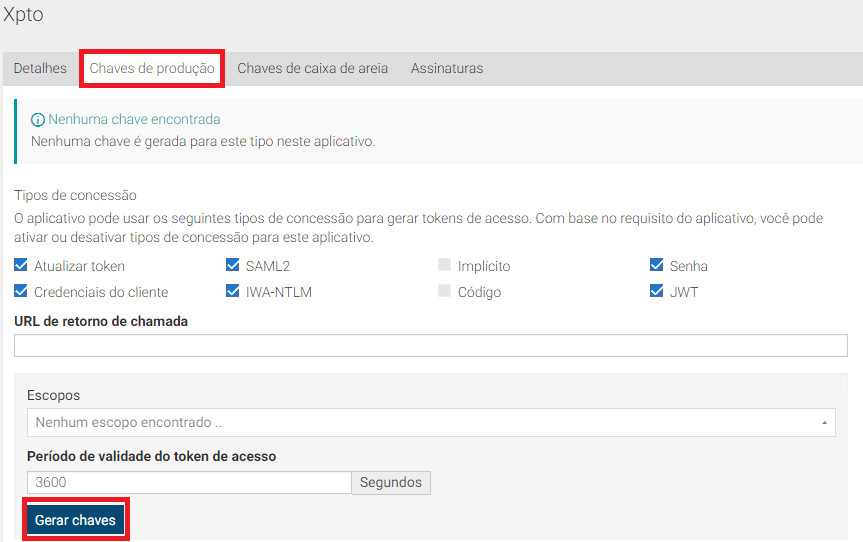 Xpto
Detalhes Chaves de produção Chaves de caixa de areia Assinaturas
Nenhuma chave encontrada
Nenhuma chave é gerada para este tipo neste aplicativo.
Tipos de concessão
O aplicativo pode usar os seguintes tipos de concessão para gerar tokens de acesso. Com base no requisito do aplicativo, você pode
ativar ou desativar tipos de concessão para este aplicativo.
Atualizar token SAML2 Implícito Senha
Credenciais do cliente IWA-NTLM Código JWT
URL de retorno de chamada
Escopos
Nenhum escopo encontrado ..
Período de validade do token de acesso
3600 Segundos
Gerar chaves